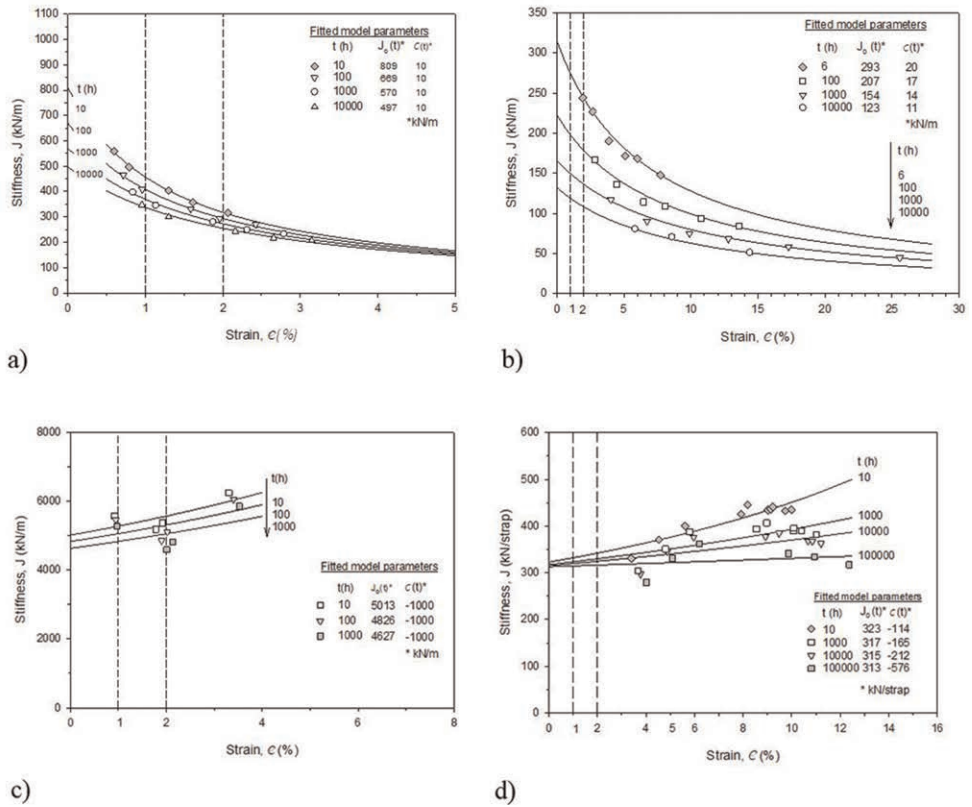 1100
1000
900
800
700
600
500
400
300
200
100
0
Stiffness, J (kN/m)
t (h)
10
100
1000
10000
Fitted model parameters
t (h) J₀ (t)* c(t)*
10 809 10
100 669 10
1000 570 10
10000 497 10
*kN/m
0 1 2 3 4 5
Strain, ϵ(%)
a)
350
300
250
200
150
100
50
0
Stiffness, J (kN/m)
Fitted model parameters
t (h) J₀(t)* c(t)*
6 293 20
100 207 17
1000 154 14
10000 123 11
*kN/m
t (h)
6
100
1000
10000
0 1 2 5 10 15 20 25 30
Strain, ϵ (%)
b)
8000
6000
4000
2000
0
Stiffness, J (kN/m)
t(h)
10
100
1000
Fitted model parameters
t(h) J₀(t)* c(t)*
10 5013 -1000
100 4826 -1000
1000 4627 -1000
* kN/m
0 1 2 4 6 8
Strain, ϵ (%)
c)
600
500
400
300
200
100
0
Stiffness, J (kN/strap)
t (h)
10
1000
10000
100000
Fitted model parameters
t (h) J₀ (t)* c(t)*
10 323 -114
1000 317 -165
10000 315 -212
100000 313 -576
* kN/strap
0 1 2 4 6 8 10 12 14 16
Strain, ϵ (%)
d)